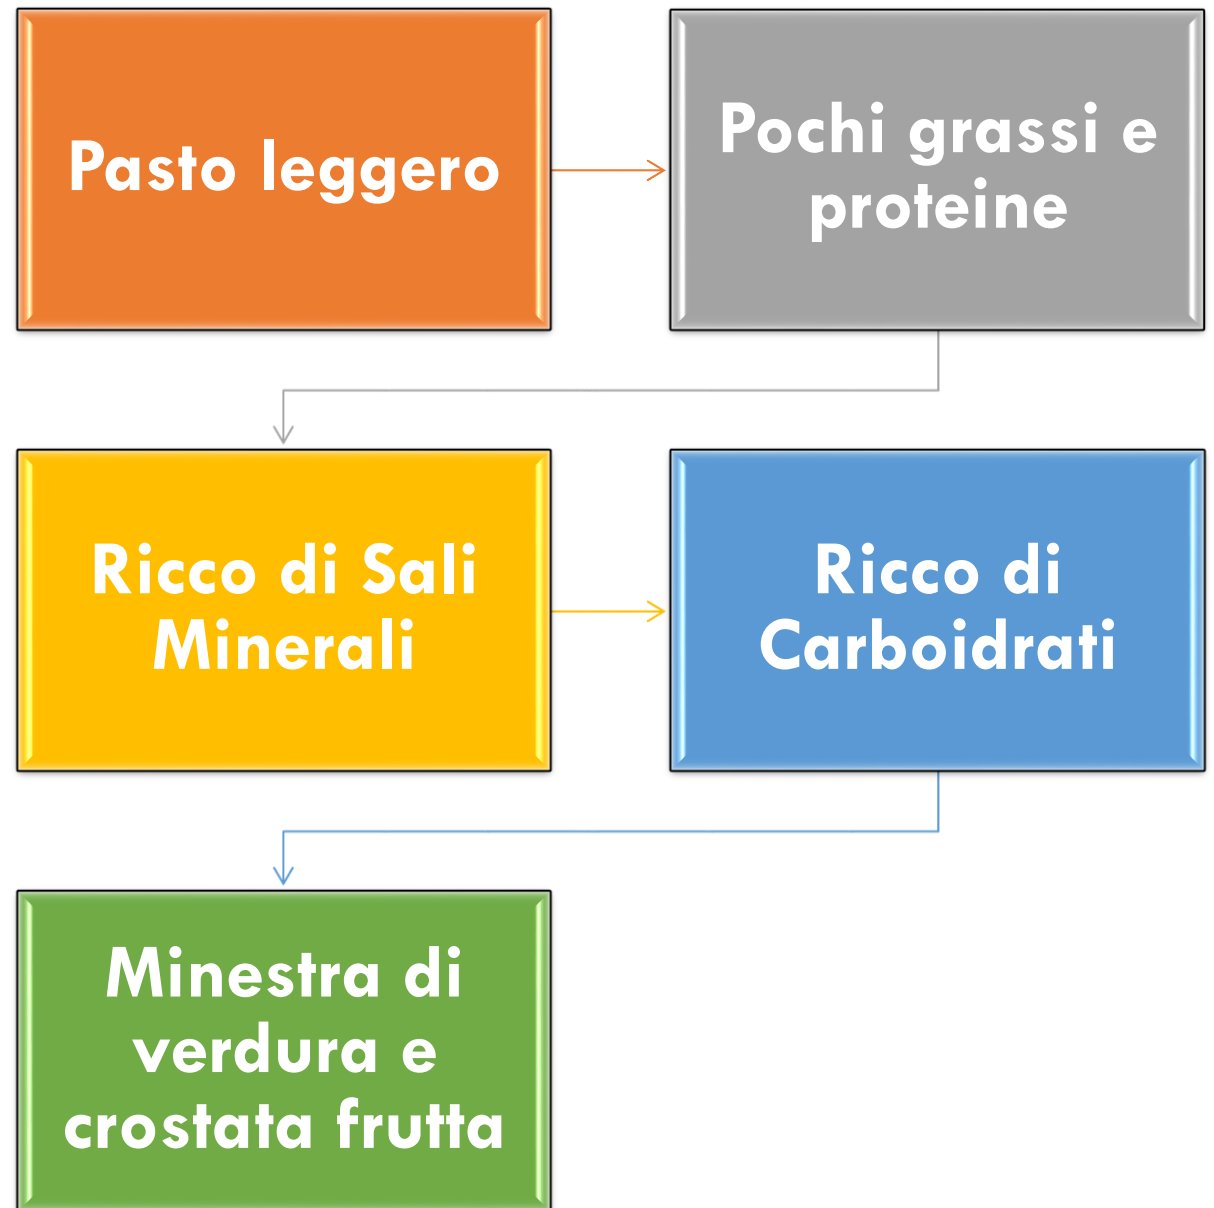 Pasto leggero
Pochi grassi e
proteine
Ricco di Sali
Minerali
Ricco di
Carboidrati
Minestra di
verdura e
crostata frutta